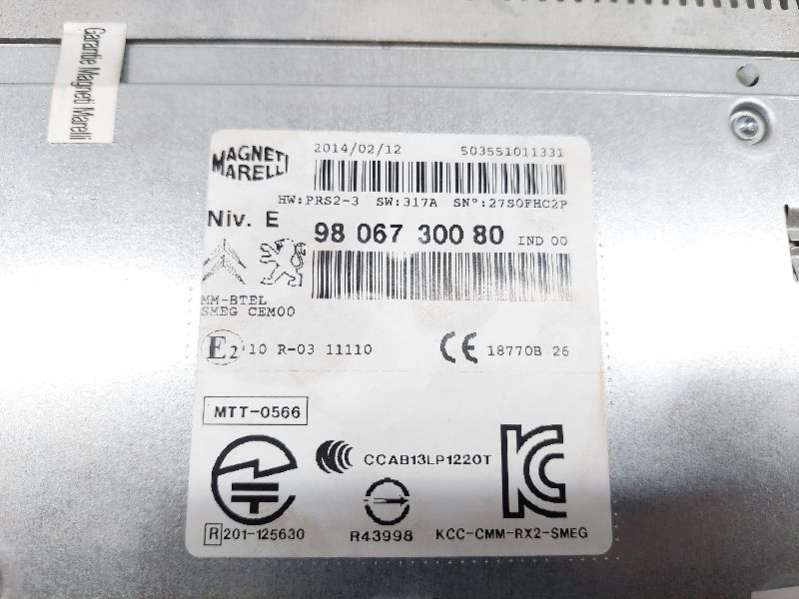 Garantie Magneti Marelli
MAGNETI
MARELLI
2014/02/12 503551011331
HW:PRS2-3 SW:317A SN°:27SOFHC2P
Niv. E
98 067 300 80 IND 00
MM-BTEL
SMEG CEM00
E2 10 R-03 11110
CE 1877OB 26
MTT-0566
CCAB13LP1220T
KC
R 201-125630
R43998
KCC-CMM-RX2-SMEG